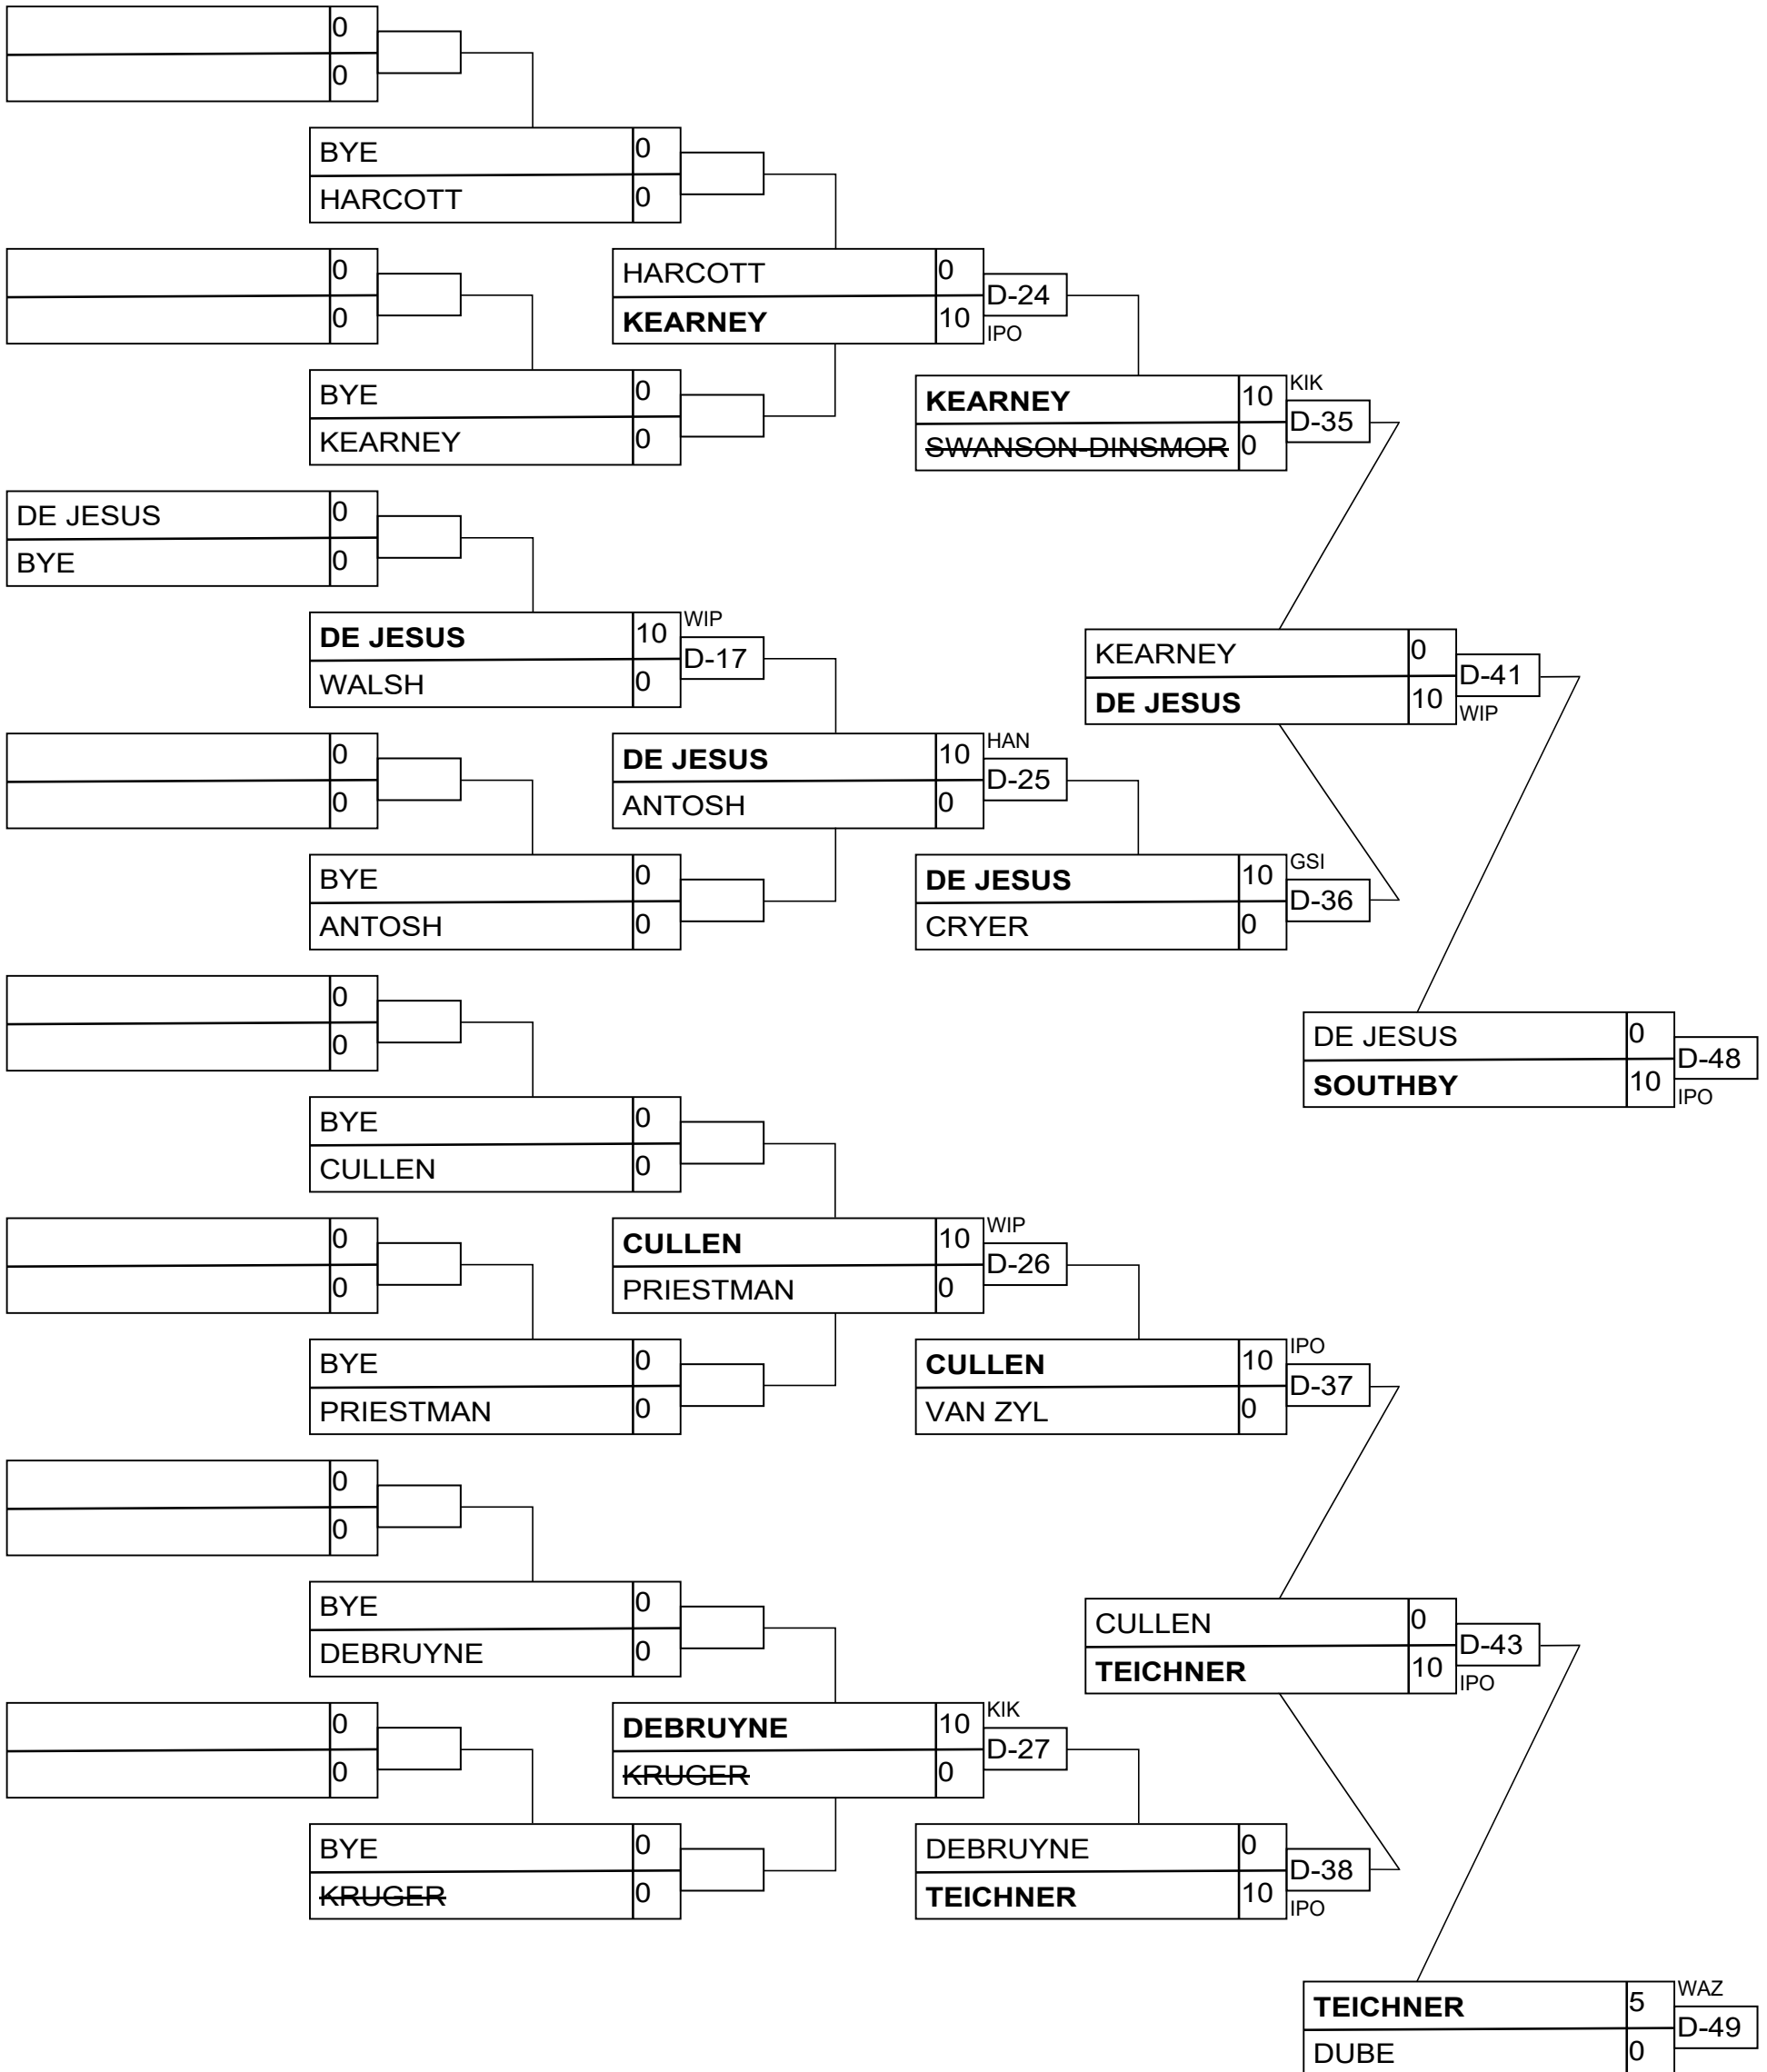 0
0
BYE 0
HARCOTT 0
0
0
HARCOTT 0
D-24
KEARNEY 10
IPO
BYE 0
KEARNEY 0
KEARNEY 10 KIK
D-35
SWANSON-DINSMOR 0
DE JESUS 0
BYE 0
DE JESUS 10 WIP
D-17
WALSH 0
KEARNEY 0
D-41
DE JESUS 10
WIP
0
0
DE JESUS 10 HAN
D-25
ANTOSH 0
BYE 0
ANTOSH 0
DE JESUS 10 GSI
D-36
CRYER 0
0
0
DE JESUS 0
D-48
SOUTHBY 10
IPO
BYE 0
CULLEN 0
0
0
CULLEN 10 WIP
D-26
PRIESTMAN 0
BYE 0
PRIESTMAN 0
CULLEN 10 IPO
D-37
VAN ZYL 0
0
0
BYE 0
DEBRUYNE 0
CULLEN 0
D-43
TEICHNER 10
IPO
0
0
DEBRUYNE 10 KIK
D-27
KRUGER 0
BYE 0
KRUGER 0
DEBRUYNE 0
D-38
TEICHNER 10
IPO
TEICHNER 5 WAZ
D-49
DUBE 0